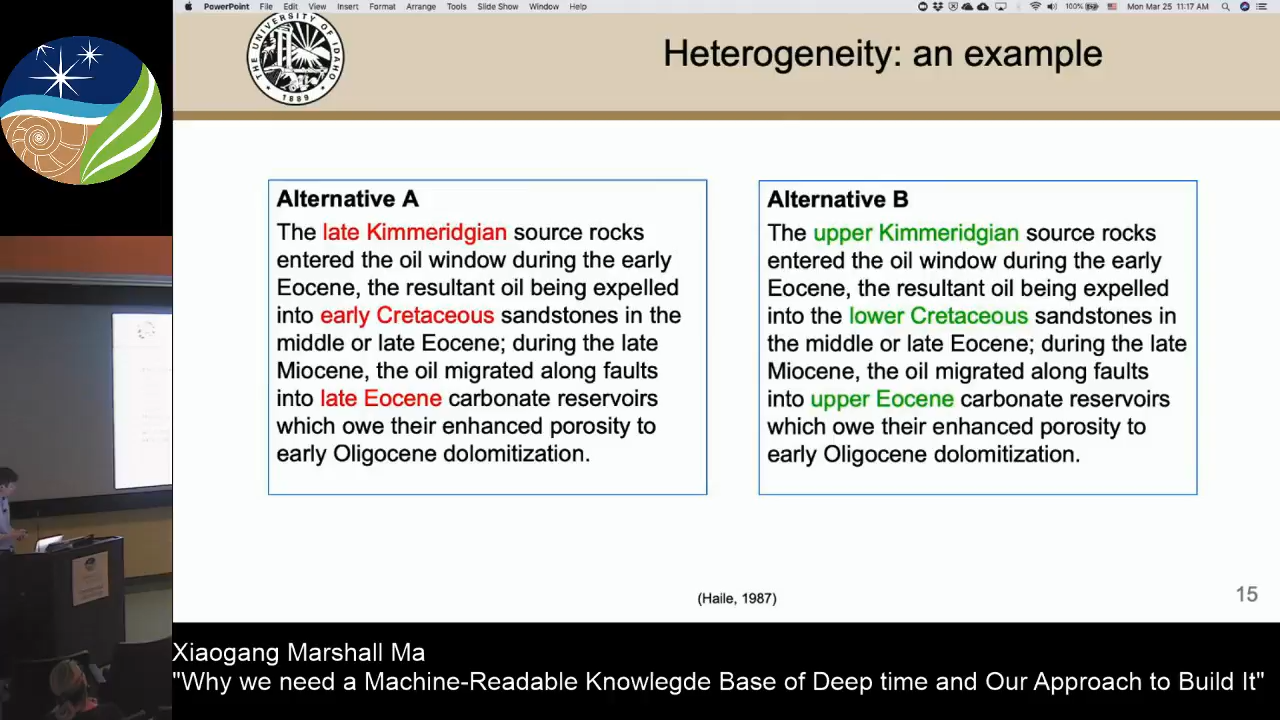 PowerPoint File Edit View Insert Format Arrange Tools Slide Show Window Help 100% Mon Mar 25 11:17 AM
THE UNIVERSITY OF IDAHO
1889
Heterogeneity: an example
Alternative A
The late Kimmeridgian source rocks
entered the oil window during the early
Eocene, the resultant oil being expelled
into early Cretaceous sandstones in the
middle or late Eocene; during the late
Miocene, the oil migrated along faults
into late Eocene carbonate reservoirs
which owe their enhanced porosity to
early Oligocene dolomitization.
Alternative B
The upper Kimmeridgian source rocks
entered the oil window during the early
Eocene, the resultant oil being expelled
into the lower Cretaceous sandstones in
the middle or late Eocene; during the late
Miocene, the oil migrated along faults
into upper Eocene carbonate reservoirs
which owe their enhanced porosity to
early Oligocene dolomitization.
(Haile, 1987)
15
Xiaogang Marshall Ma
"Why we need a Machine-Readable Knowlegde Base of Deep time and Our Approach to Build It"